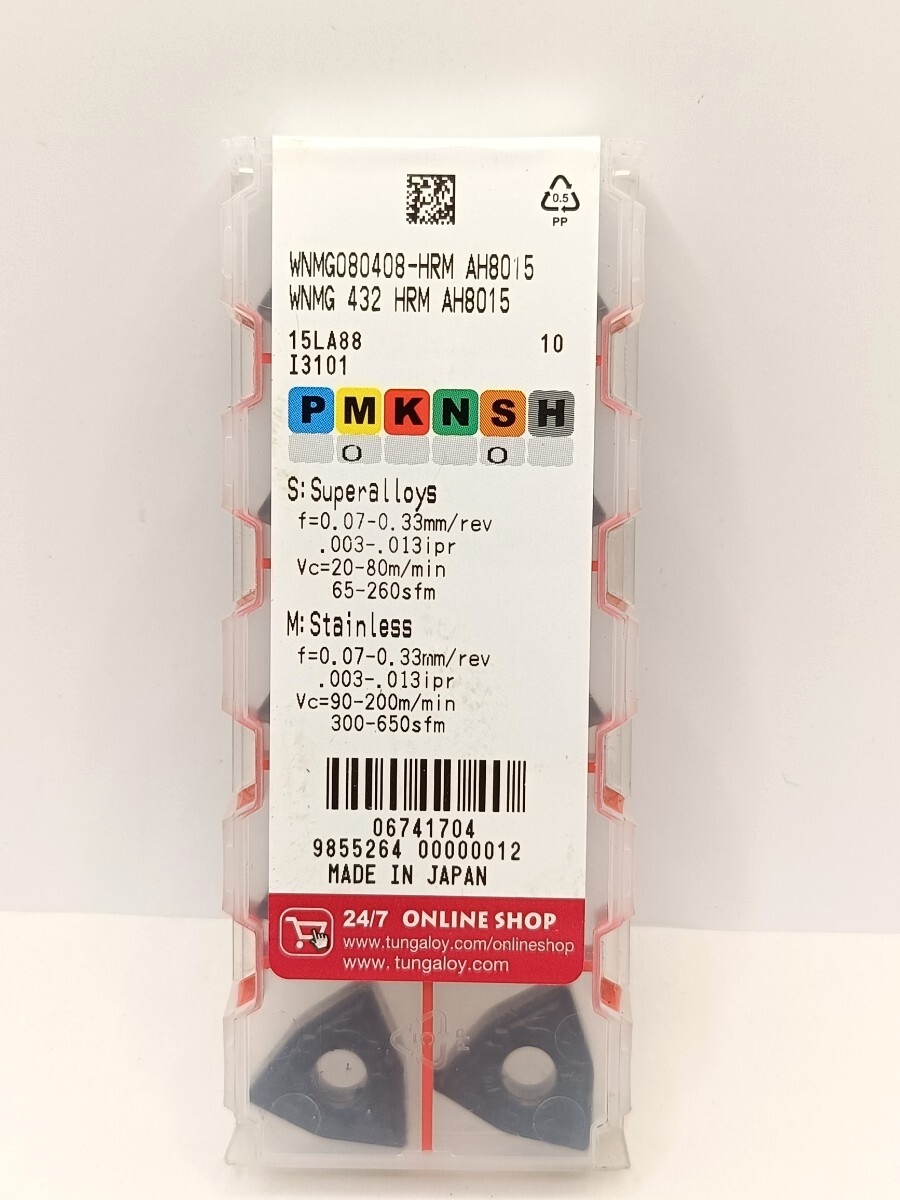 0.5
PP
WNMG080408-HRM AH8015
WNMG 432 HRM AH8015
15LA88 10
I3101
P M K N S H
O O
S:Superalloys
f=0.07-0.33mm/rev
.003-.013ipr
Vc=20-80m/min
65-260sfm
M:Stainless
f=0.07-0.33mm/rev
.003-.013ipr
Vc=90-200m/min
300-650sfm
06741704
9855264 00000012
MADE IN JAPAN
24/7 ONLINE SHOP
www.tungaloy.com/onlineshop
www.tungaloy.com